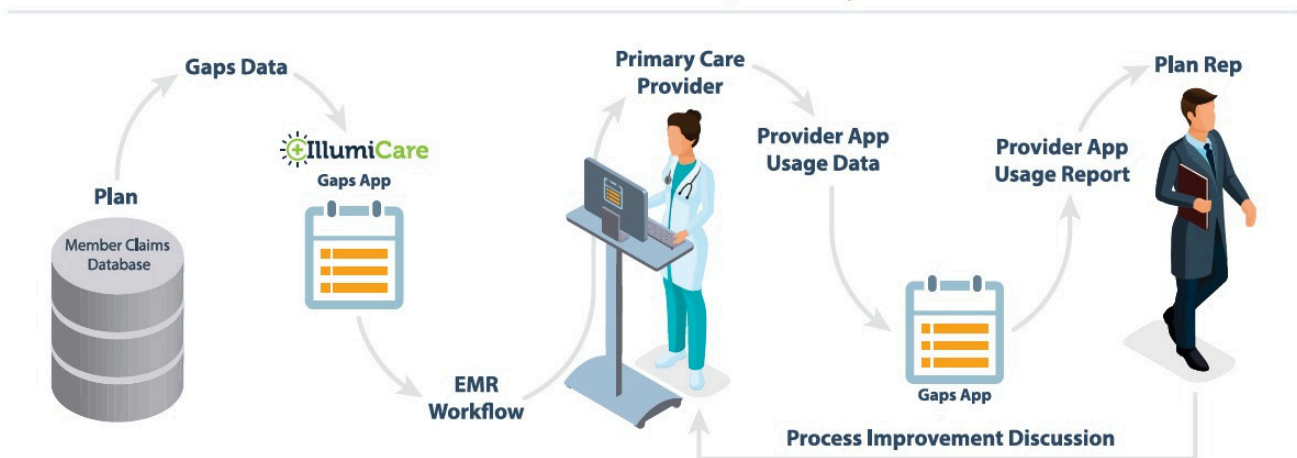 Gaps Data
IllumiCare
Gaps App
Plan
Member Claims
Database
EMR
Workflow
Primary Care
Provider
Provider App
Usage Data
Gaps App
Provider App
Usage Report
Plan Rep
Process Improvement Discussion